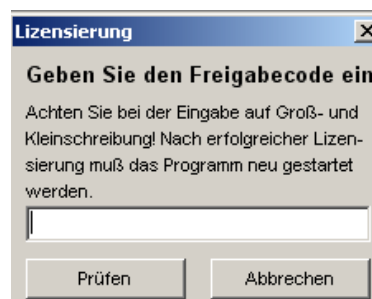 Lizensierung
Geben Sie den Freigabecode ein
Achten Sie bei der Eingabe auf Groß- und
Kleinschreibung! Nach erfolgreicher Lizen-
sierung muß das Programm neu gestartet
werden.
Prüfen Abbrechen